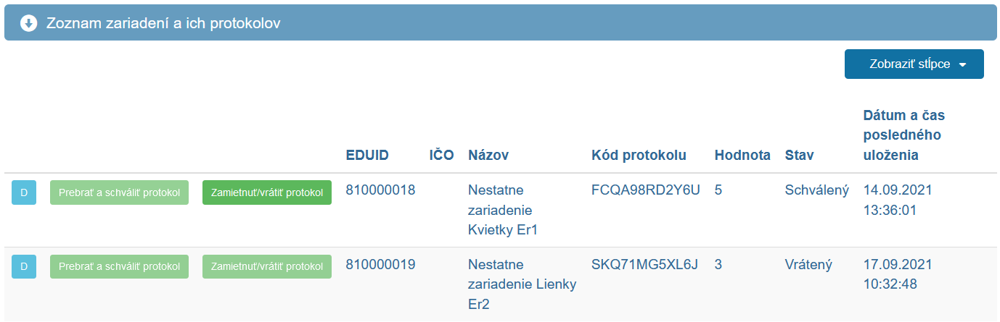 Zoznam zariadení a ich protokolov
Zobraziť stĺpce
EDUID IČO Názov Kód protokolu Hodnota Stav Dátum a čas
posledného
uloženia
D Prebrať a schváliť protokol Zamietnuť/vrátiť protokol 810000018 Nestatne FCQA98RD2Y6U 5 Schválený 14.09.2021
zariadenie 13:36:01
Kvietky Er1
D Prebrať a schváliť protokol Zamietnuť/vrátiť protokol 810000019 Nestatne SKQ71MG5XL6J 3 Vrátený 17.09.2021
zariadenie Lienky 10:32:48
Er2